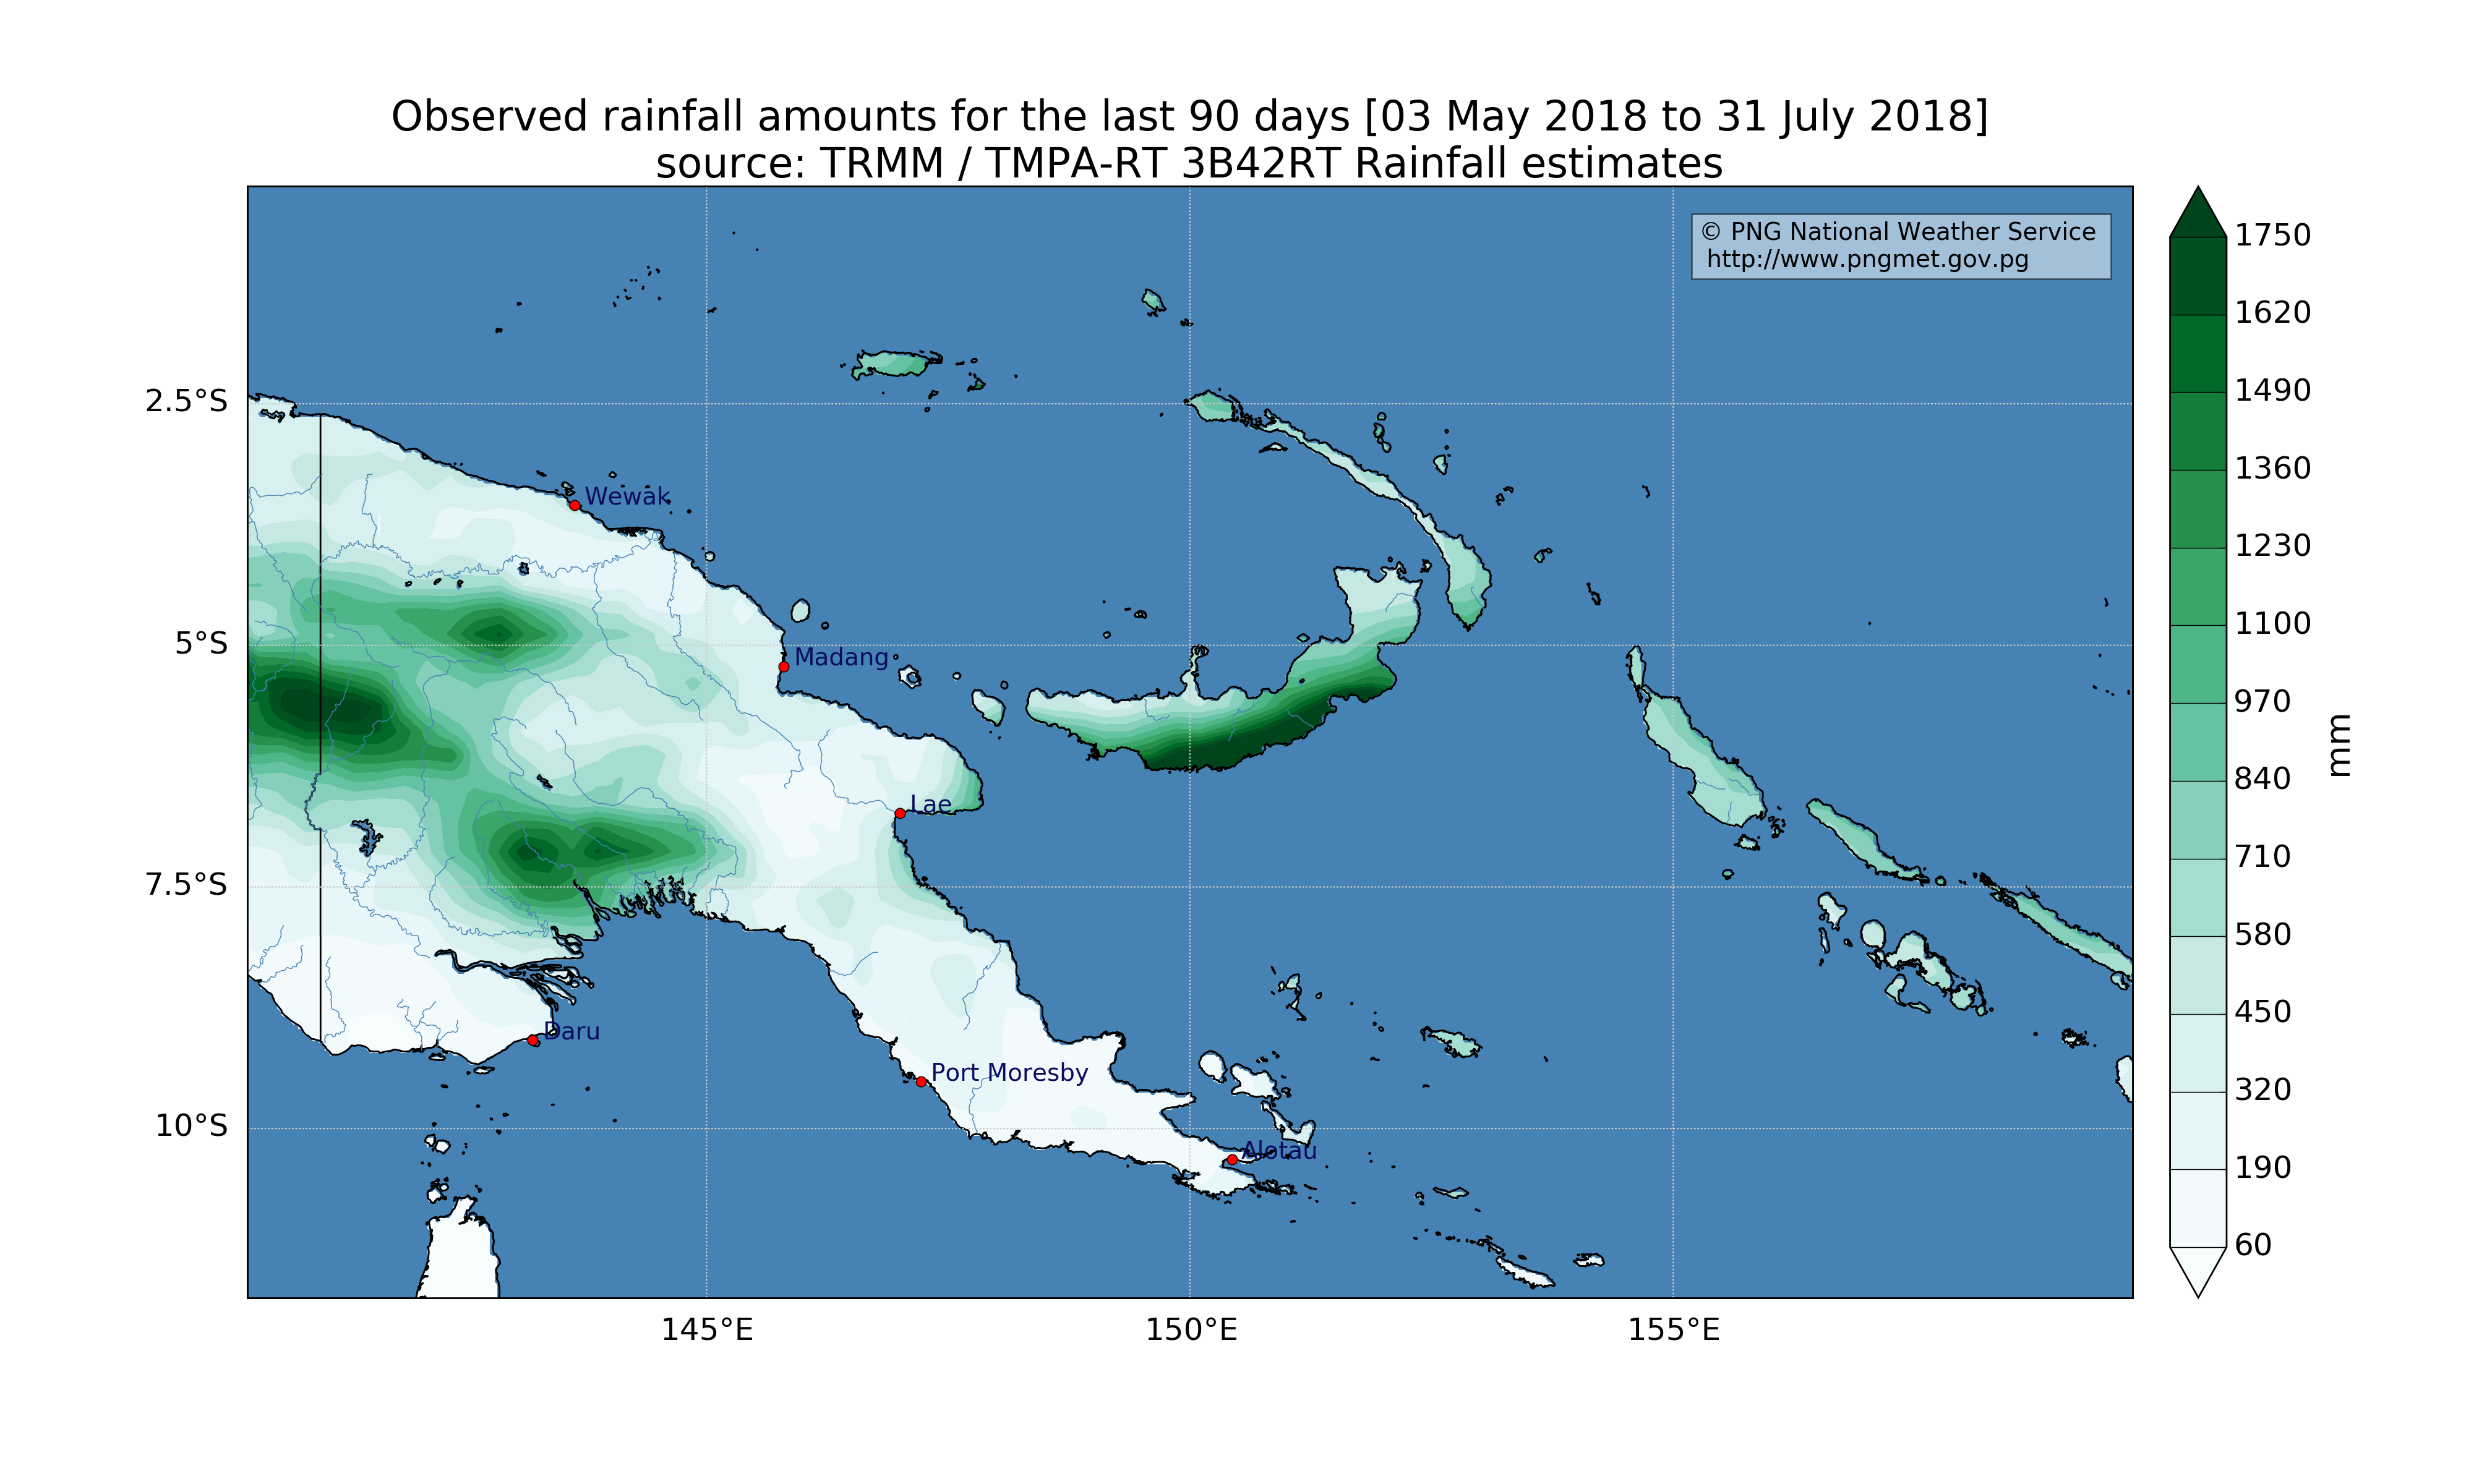 Observed rainfall amounts for the last 90 days [03 May 2018 to 31 July 2018]
source: TRMM / TMPA-RT 3B42RT Rainfall estimates
© PNG National Weather Service
http://www.pngmet.gov.pg
2.5°S
5°S
7.5°S
10°S
Wewak
Madang
Lae
Daru
Port Moresby
Alotau
145°E
150°E
155°E
1750
1620
1490
1360
1230
1100
970
840
710
580
450
320
190
60
mm